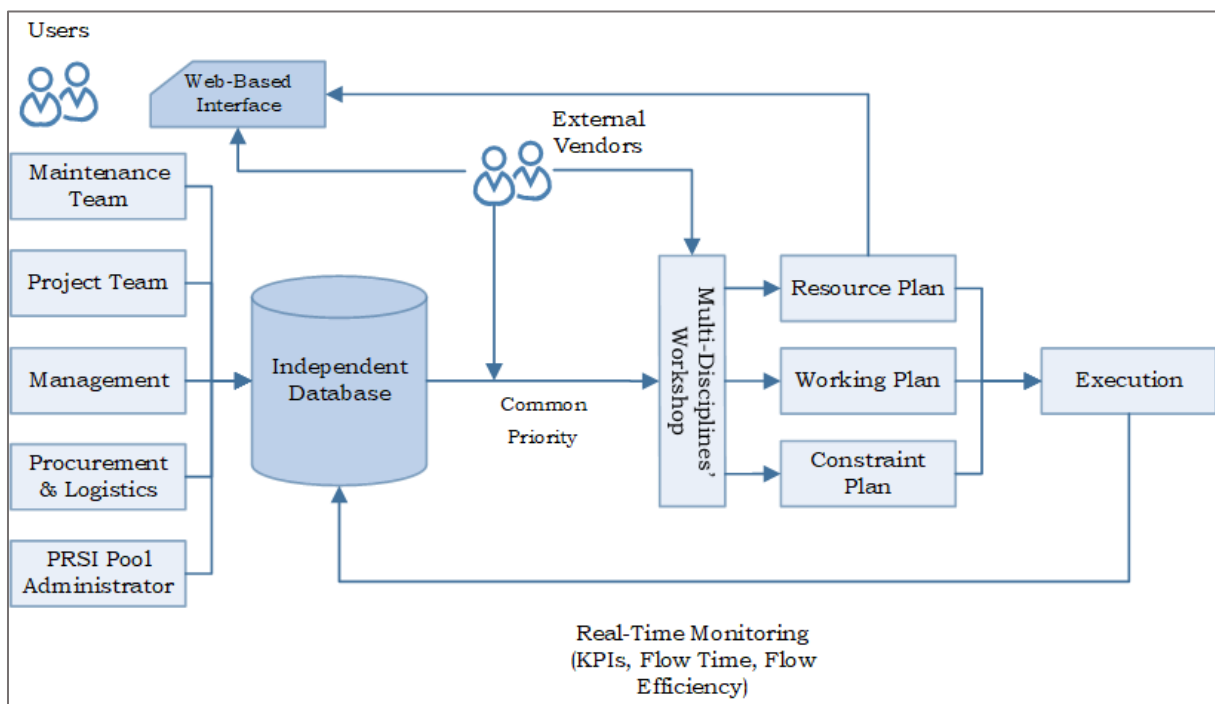 Users
Web-Based
Interface
External
Vendors
Maintenance
Team
Project Team
Management
Procurement
& Logistics
PRSI Pool
Administrator
Independent
Database
Common
Priority
Multi-Disciplines'
Workshop
Resource Plan
Working Plan
Constraint
Plan
Execution
Real-Time Monitoring
(KPIs, Flow Time, Flow
Efficiency)